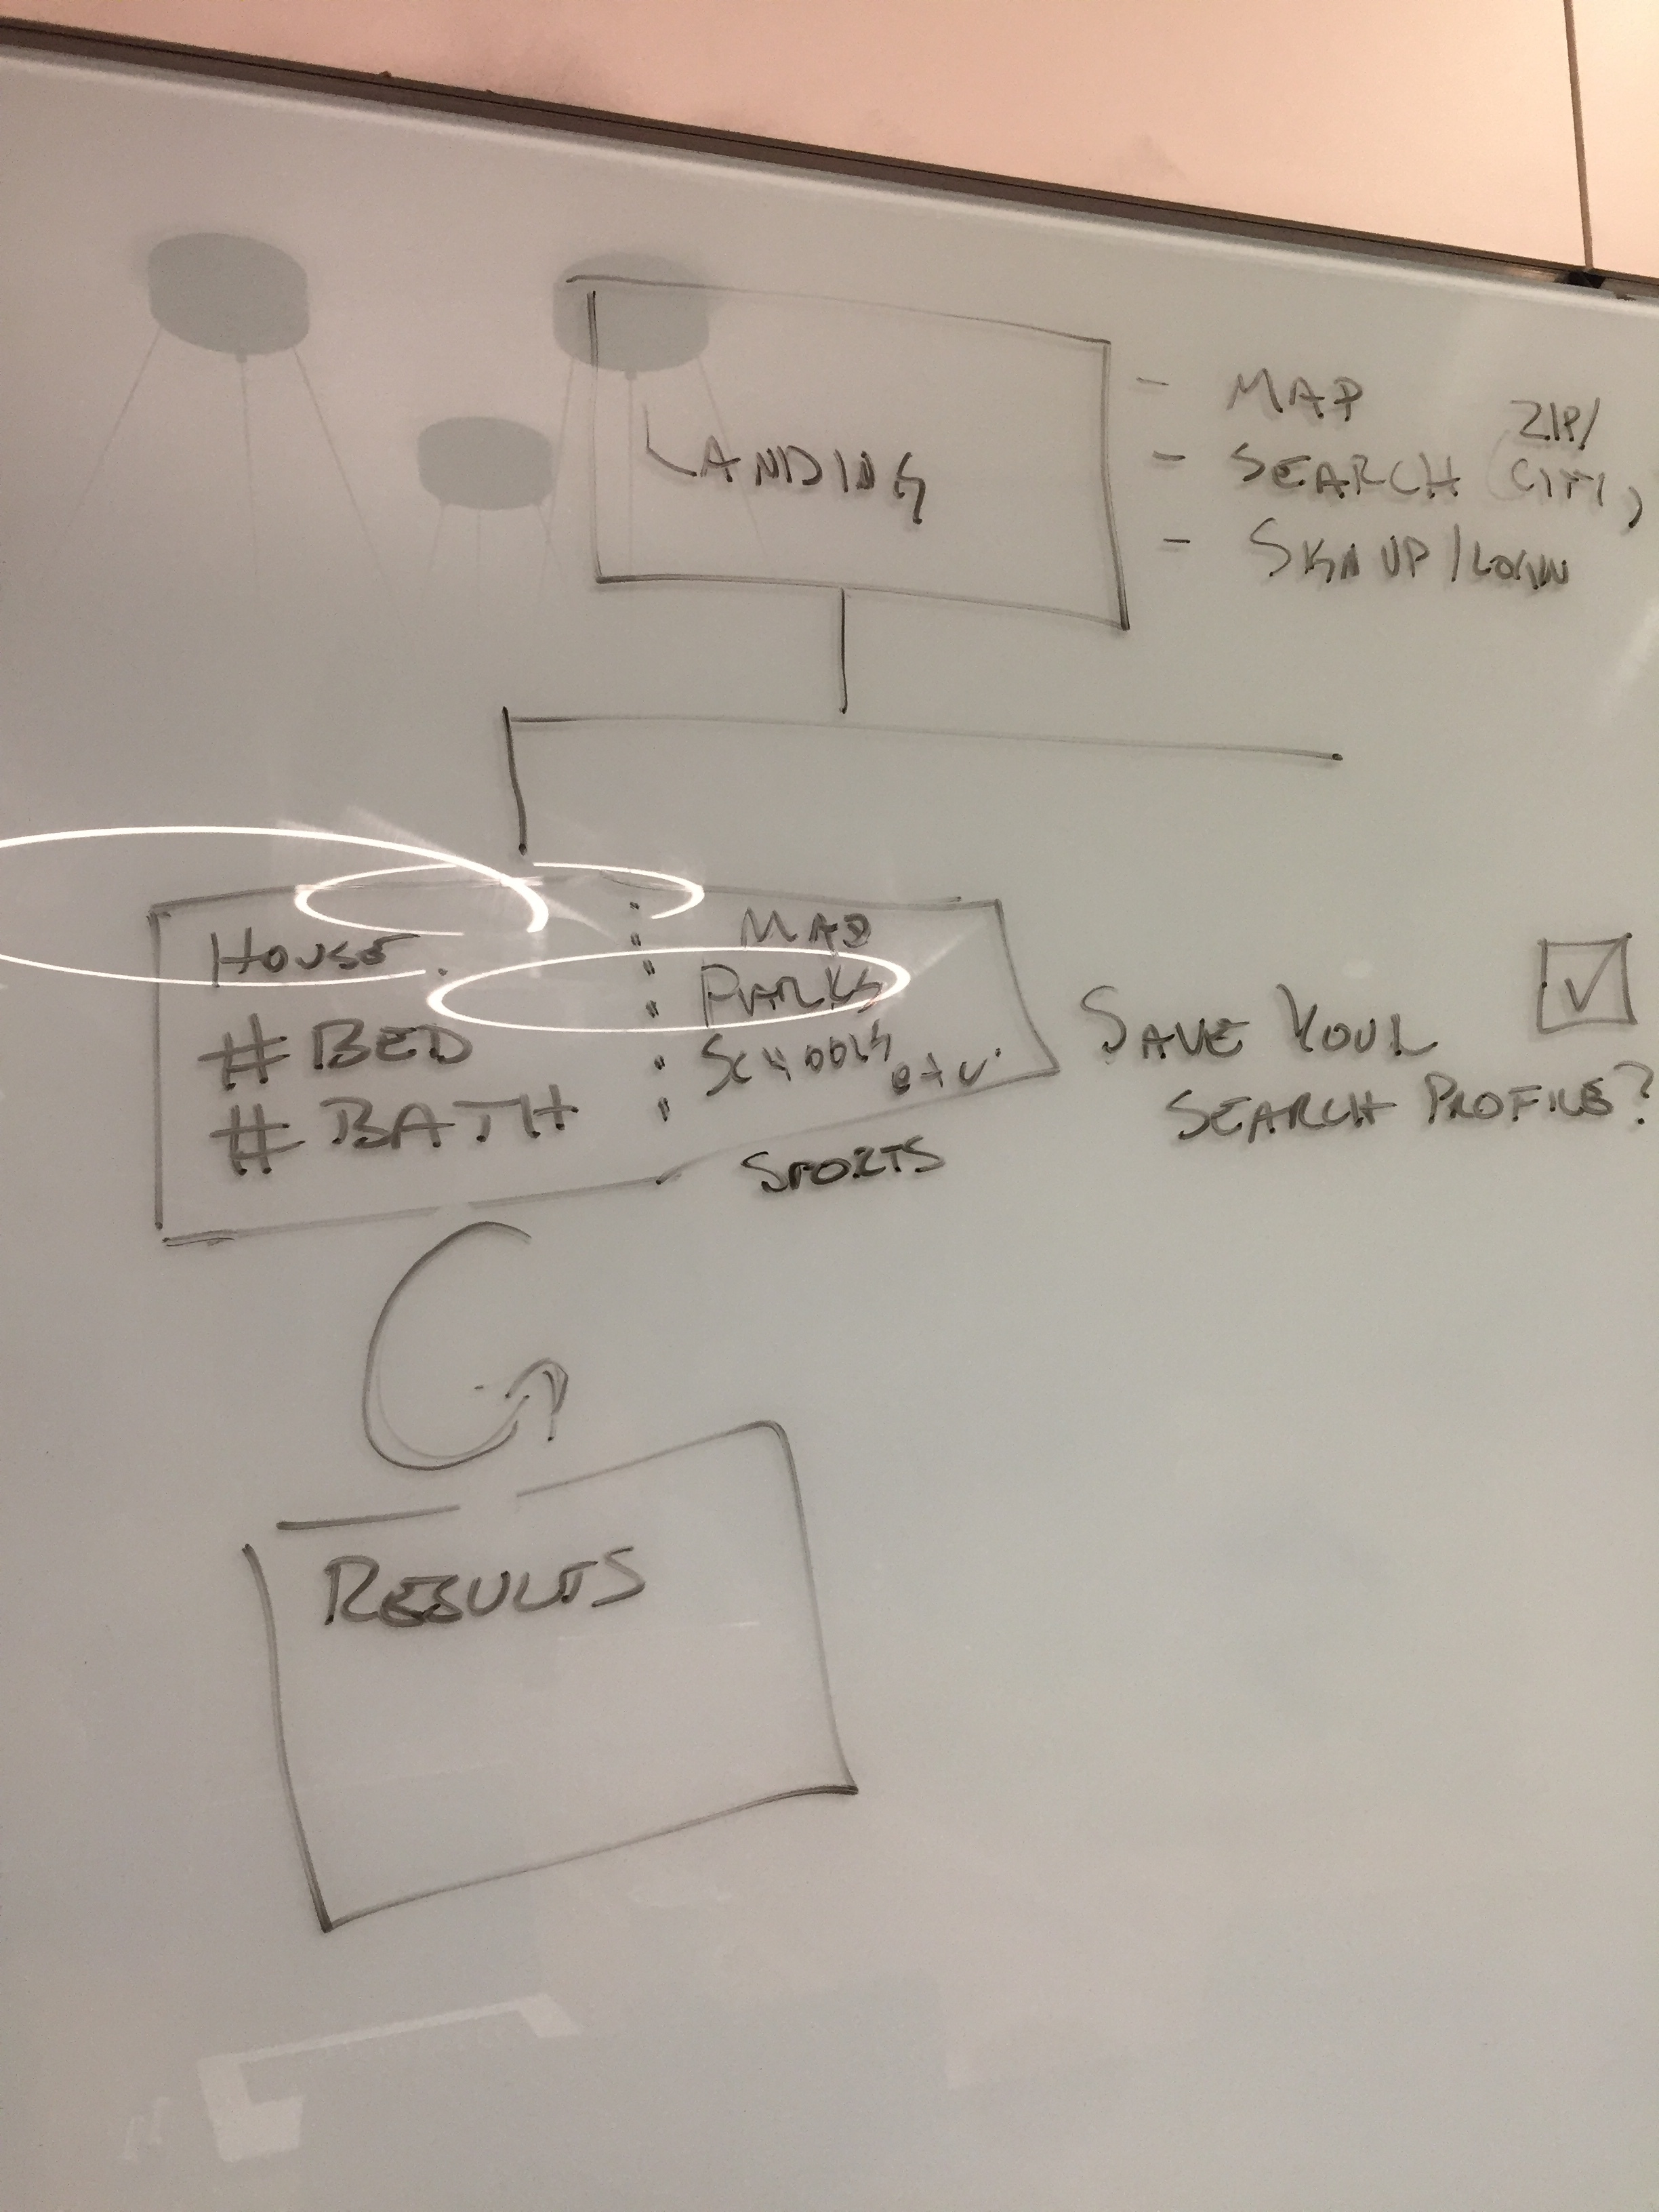 LANDING
- MAP
- SEARCH (ZIP/
CITY,)
- SIGN UP/LOGIN
HOUSE
# BED
# BATH
MAP
PARKS
SCHOOLS etc.
SPORTS
SAVE YOUR
SEARCH PROFILE?
RESULTS